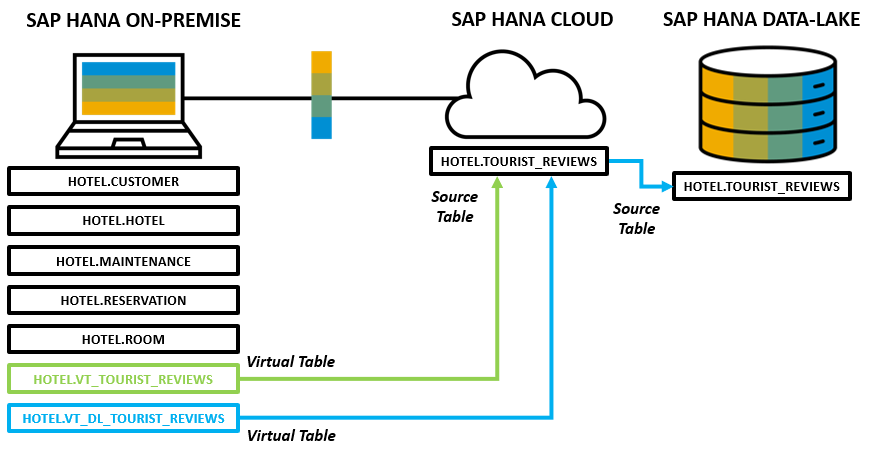 SAP HANA ON-PREMISE
SAP HANA CLOUD
SAP HANA DATA-LAKE
HOTEL.CUSTOMER
HOTEL.HOTEL
HOTEL.MAINTENANCE
HOTEL.RESERVATION
HOTEL.ROOM
HOTEL.VT_TOURIST_REVIEWS
HOTEL.VT_DL_TOURIST_REVIEWS
Virtual Table
Virtual Table
HOTEL.TOURIST_REVIEWS
Source
Table
Source
Table
HOTEL.TOURIST_REVIEWS